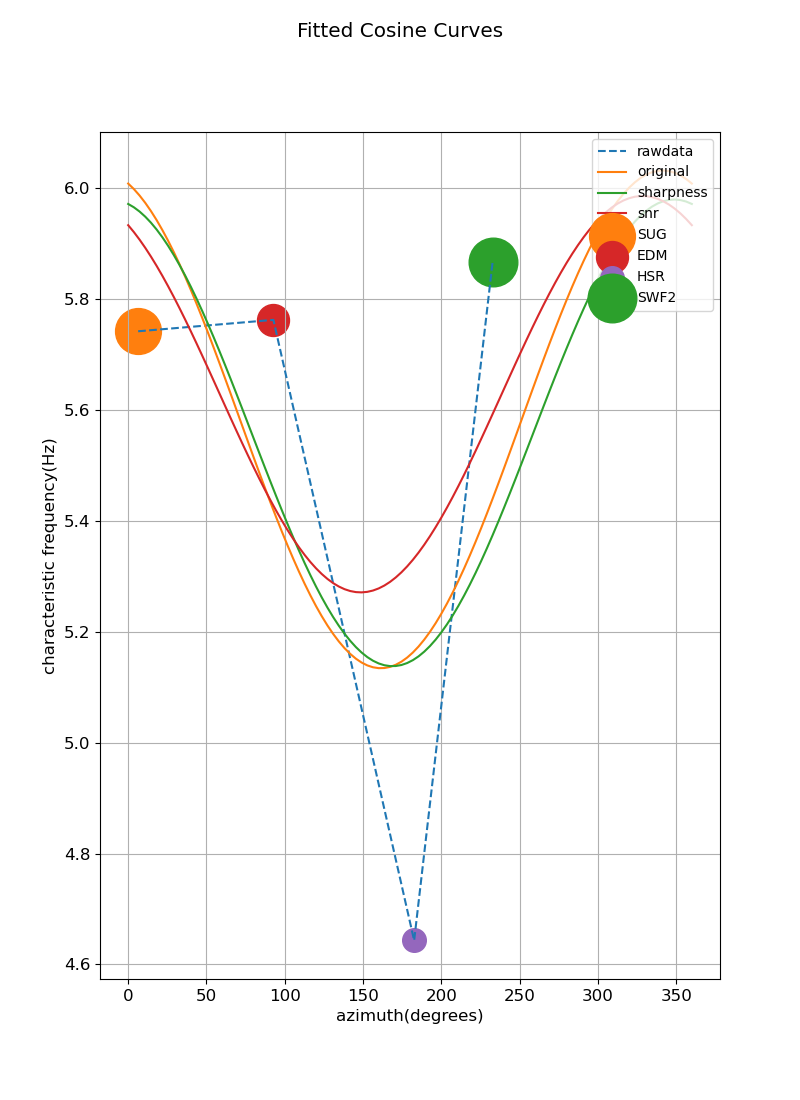 Fitted Cosine Curves
rawdata
original
sharpness
snr
SUG
EDM
HSR
SWF2
characteristic frequency(Hz)
6.0
5.8
5.6
5.4
5.2
5.0
4.8
4.6
0 50 100 150 200 250 300 350
azimuth(degrees)